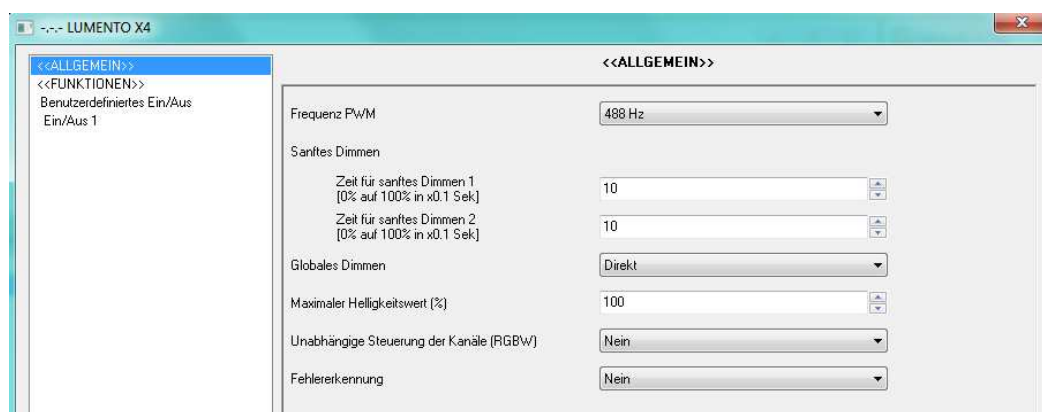 -.-.- LUMENTO X4
<<ALLGEMEIN>>
<<FUNKTIONEN>>
Benutzerdefiniertes Ein/Aus
Ein/Aus 1
<<ALLGEMEIN>>
Frequenz PWM
488 Hz
Sanftes Dimmen
Zeit für sanftes Dimmen 1
[0% auf 100% in x0.1 Sek]
10
Zeit für sanftes Dimmen 2
[0% auf 100% in x0.1 Sek]
10
Globales Dimmen
Direkt
Maximaler Helligkeitswert (%)
100
Unabhängige Steuerung der Kanäle (RGBW)
Nein
Fehlererkennung
Nein